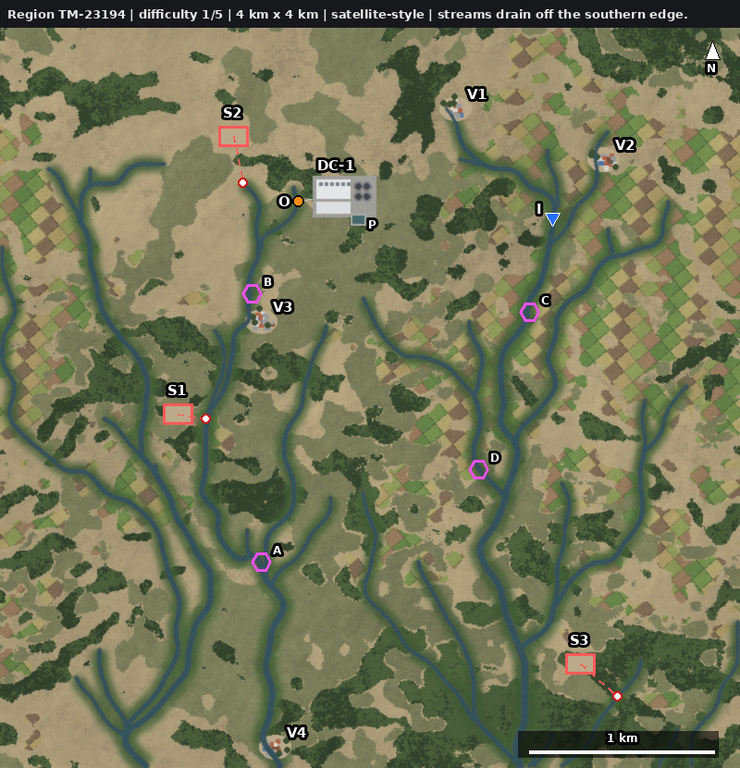 Region TM-23194 | difficulty 1/5 | 4 km x 4 km | satellite-style | streams drain off the southern edge.
N
V1
S2
V2
DC-1
O
I
P
B
C
V3
S1
D
A
S3
V4
1 km